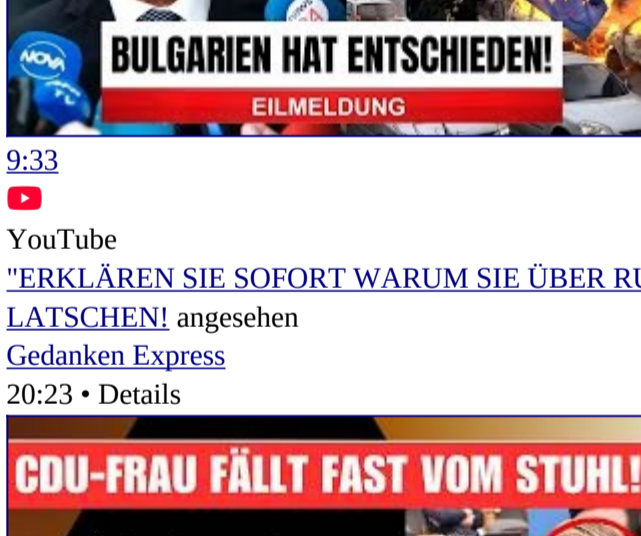 NOVA
BULGARIEN HAT ENTSCHIEDEN!
EILMELDUNG
9:33
YouTube
"ERKLÄREN SIE SOFORT WARUM SIE ÜBER RU
LATSCHEN! angesehen
Gedanken Express
20:23 • Details
CDU-FRAU FÄLLT FAST VOM STUHL!